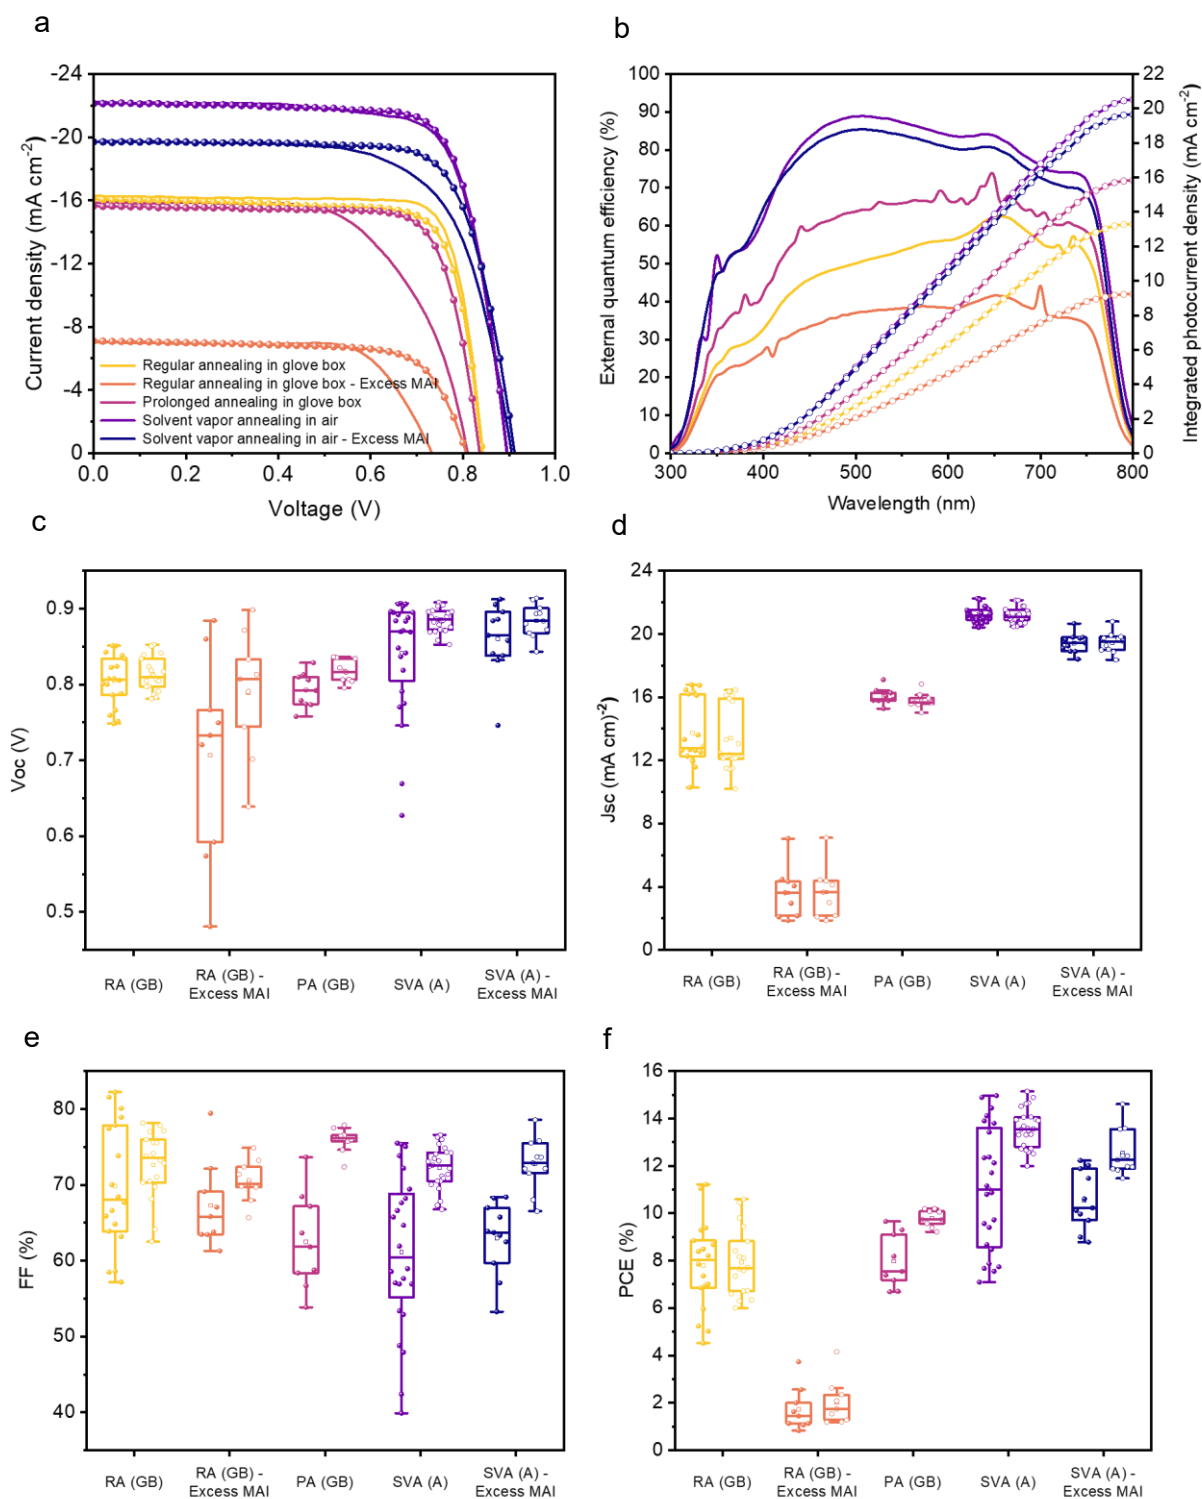 a
-24
-20
-16
-12
-8
-4
0
Current density (mA cm⁻²)
Regular annealing in glove box
Regular annealing in glove box - Excess MAI
Prolonged annealing in glove box
Solvent vapor annealing in air
Solvent vapor annealing in air - Excess MAI
0.0 0.2 0.4 0.6 0.8 1.0
Voltage (V)
b
100
90
80
70
60
50
40
30
20
10
0
External quantum efficiency (%)
22
20
18
16
14
12
10
8
6
4
2
0
Integrated photocurrent density (mA cm⁻²)
300 400 500 600 700 800
Wavelength (nm)
c
0.9
0.8
0.7
0.6
0.5
Voc (V)
RA (GB) RA (GB) - Excess MAI PA (GB) SVA (A) SVA (A) - Excess MAI
d
24
20
16
12
8
4
0
Jsc (mA cm)⁻²
RA (GB) RA (GB) - Excess MAI PA (GB) SVA (A) SVA (A) - Excess MAI
e
80
70
60
50
40
FF (%)
RA (GB) RA (GB) - Excess MAI PA (GB) SVA (A) SVA (A) - Excess MAI
f
16
14
12
10
8
6
4
2
0
PCE (%)
RA (GB) RA (GB) - Excess MAI PA (GB) SVA (A) SVA (A) - Excess MAI